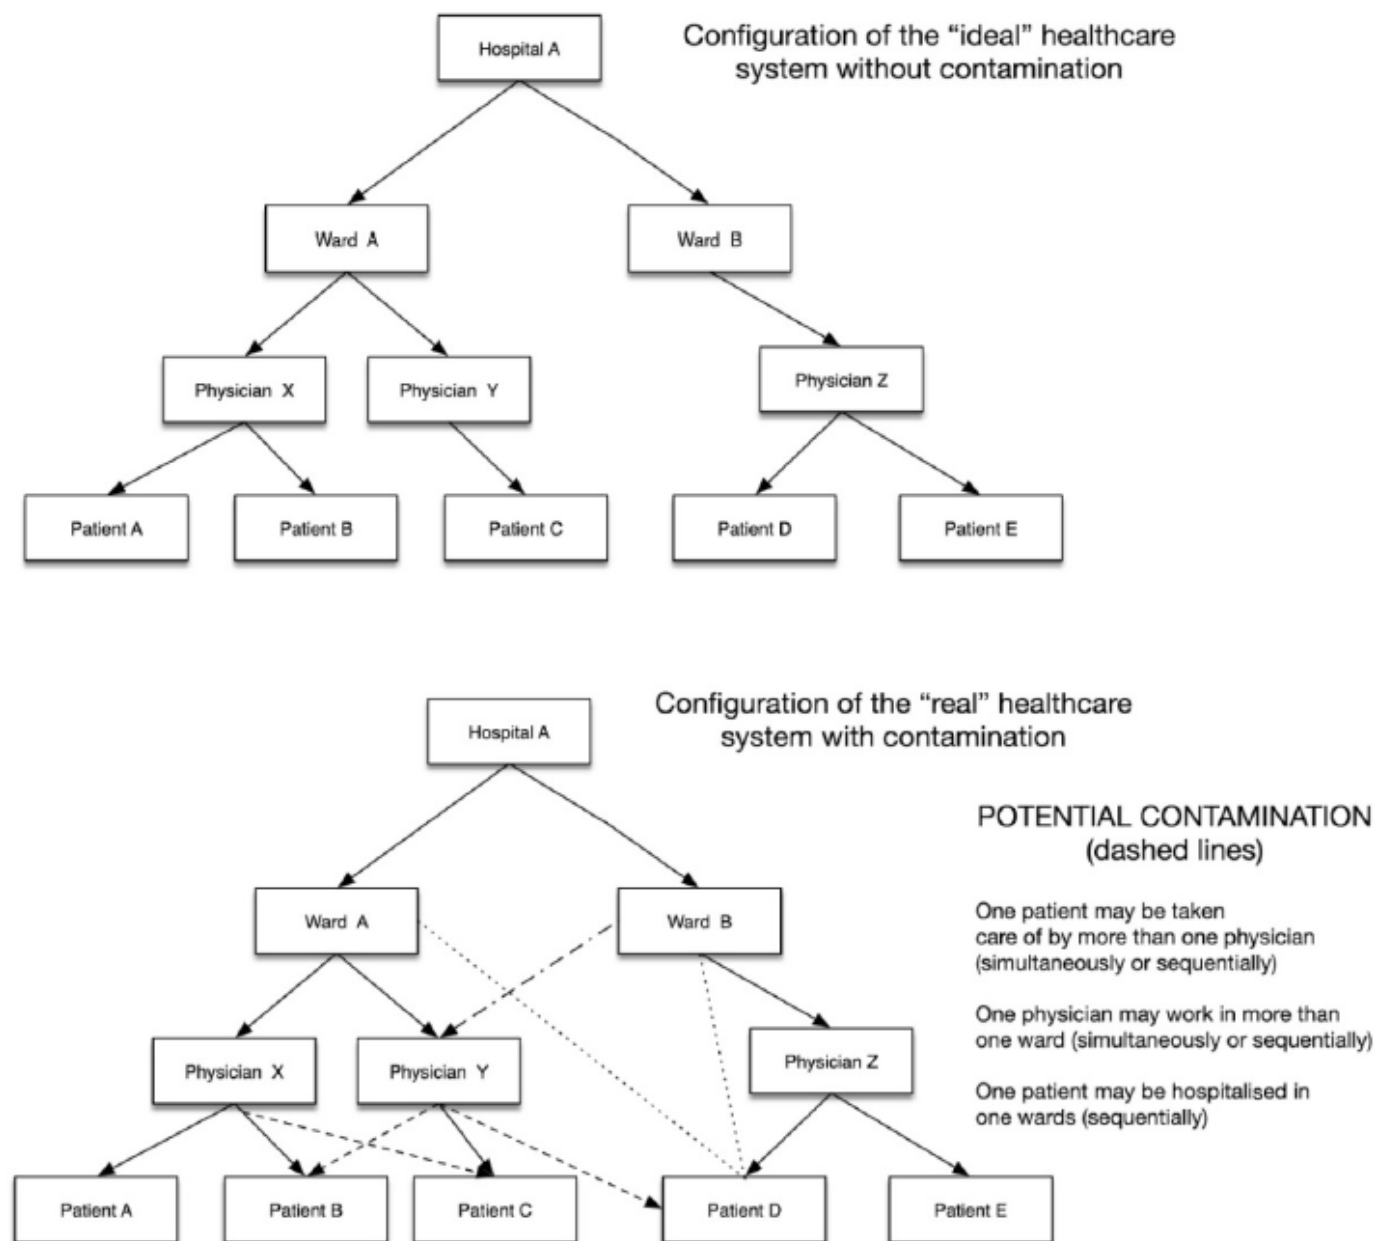 Configuration of the “ideal” healthcare
system without contamination
Hospital A
Ward A
Ward B
Physician X
Physician Y
Physician Z
Patient A
Patient B
Patient C
Patient D
Patient E
Configuration of the “real” healthcare
system with contamination
Hospital A
POTENTIAL CONTAMINATION
(dashed lines)
Ward A
Ward B
One patient may be taken
care of by more than one physician
(simultaneously or sequentially)
One physician may work in more than
one ward (simultaneously or sequentially)
One patient may be hospitalised in
one wards (sequentially)
Physician X
Physician Y
Physician Z
Patient A
Patient B
Patient C
Patient D
Patient E